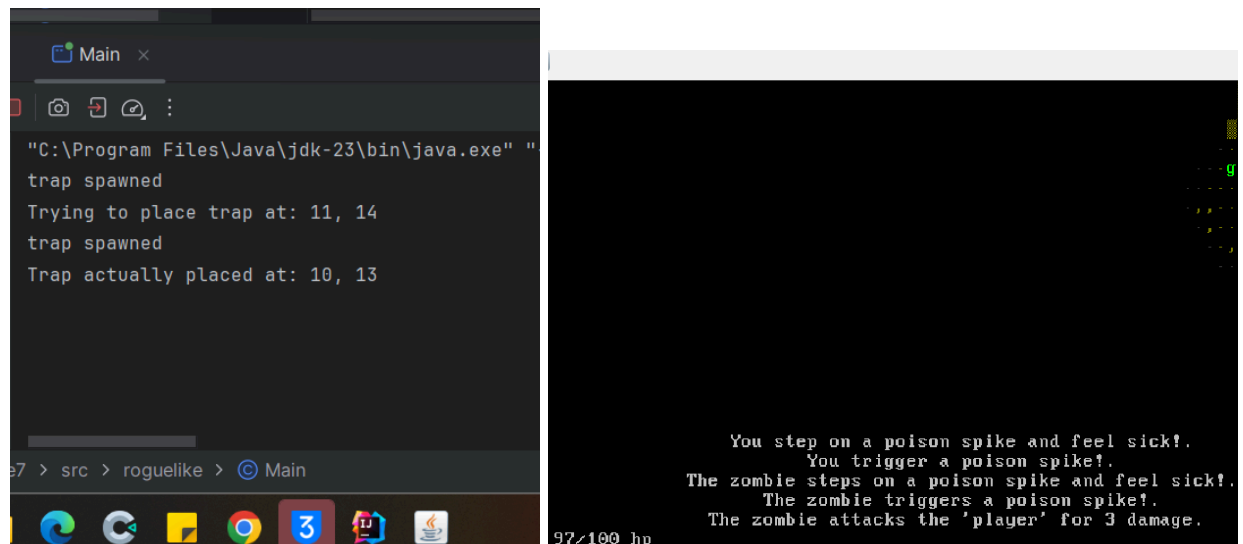 Main
"C:\Program Files\Java\jdk-23\bin\java.exe" "
trap spawned
Trying to place trap at: 11, 14
trap spawned
Trap actually placed at: 10, 13
e7 > src > roguelike > Main
g
You step on a poison spike and feel sick!.
You trigger a poison spike!.
The zombie steps on a poison spike and feel sick!.
The zombie triggers a poison spike!.
The zombie attacks the 'player' for 3 damage.
97/100 hp